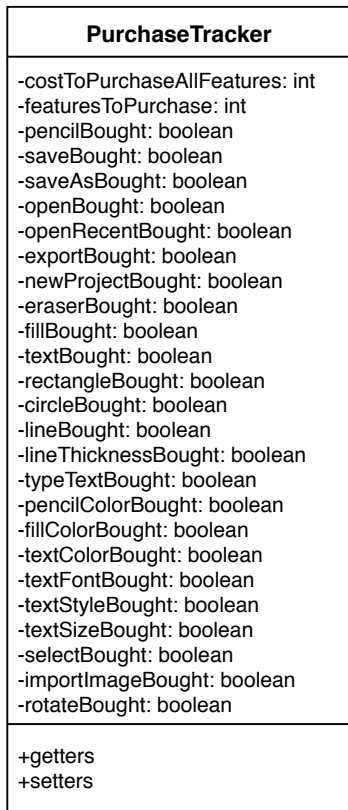 PurchaseTracker
-costToPurchaseAllFeatures: int
-featuresToPurchase: int
-pencilBought: boolean
-saveBought: boolean
-saveAsBought: boolean
-openBought: boolean
-openRecentBought: boolean
-exportBought: boolean
-newProjectBought: boolean
-eraserBought: boolean
-fillBought: boolean
-textBought: boolean
-rectangleBought: boolean
-circleBought: boolean
-lineBought: boolean
-lineThicknessBought: boolean
-typeTextBought: boolean
-pencilColorBought: boolean
-fillColorBought: boolean
-textColorBought: boolean
-textFontBought: boolean
-textStyleBought: boolean
-textSizeBought: boolean
-selectBought: boolean
-importImageBought: boolean
-rotateBought: boolean
+getters
+setters